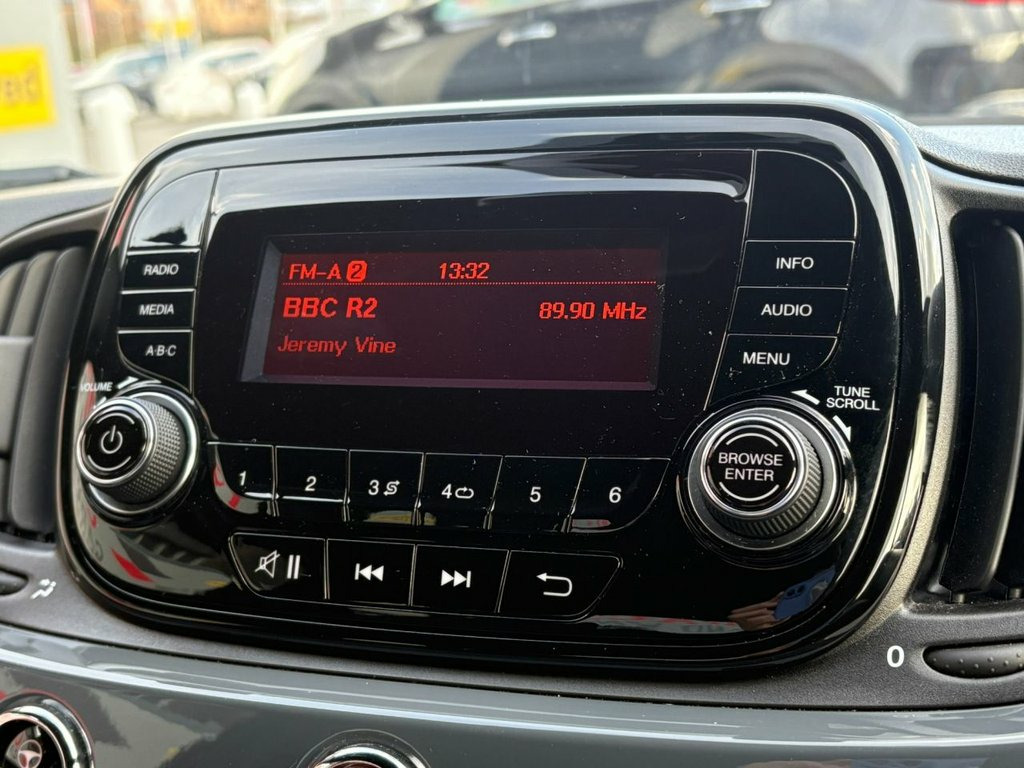 FM-A 2 13:32
BBC R2 89.90 MHz
Jeremy Vine
RADIO
MEDIA
A·B·C
INFO
AUDIO
MENU
VOLUME
TUNE
SCROLL
BROWSE
ENTER
1 2 3 4 5 6
0